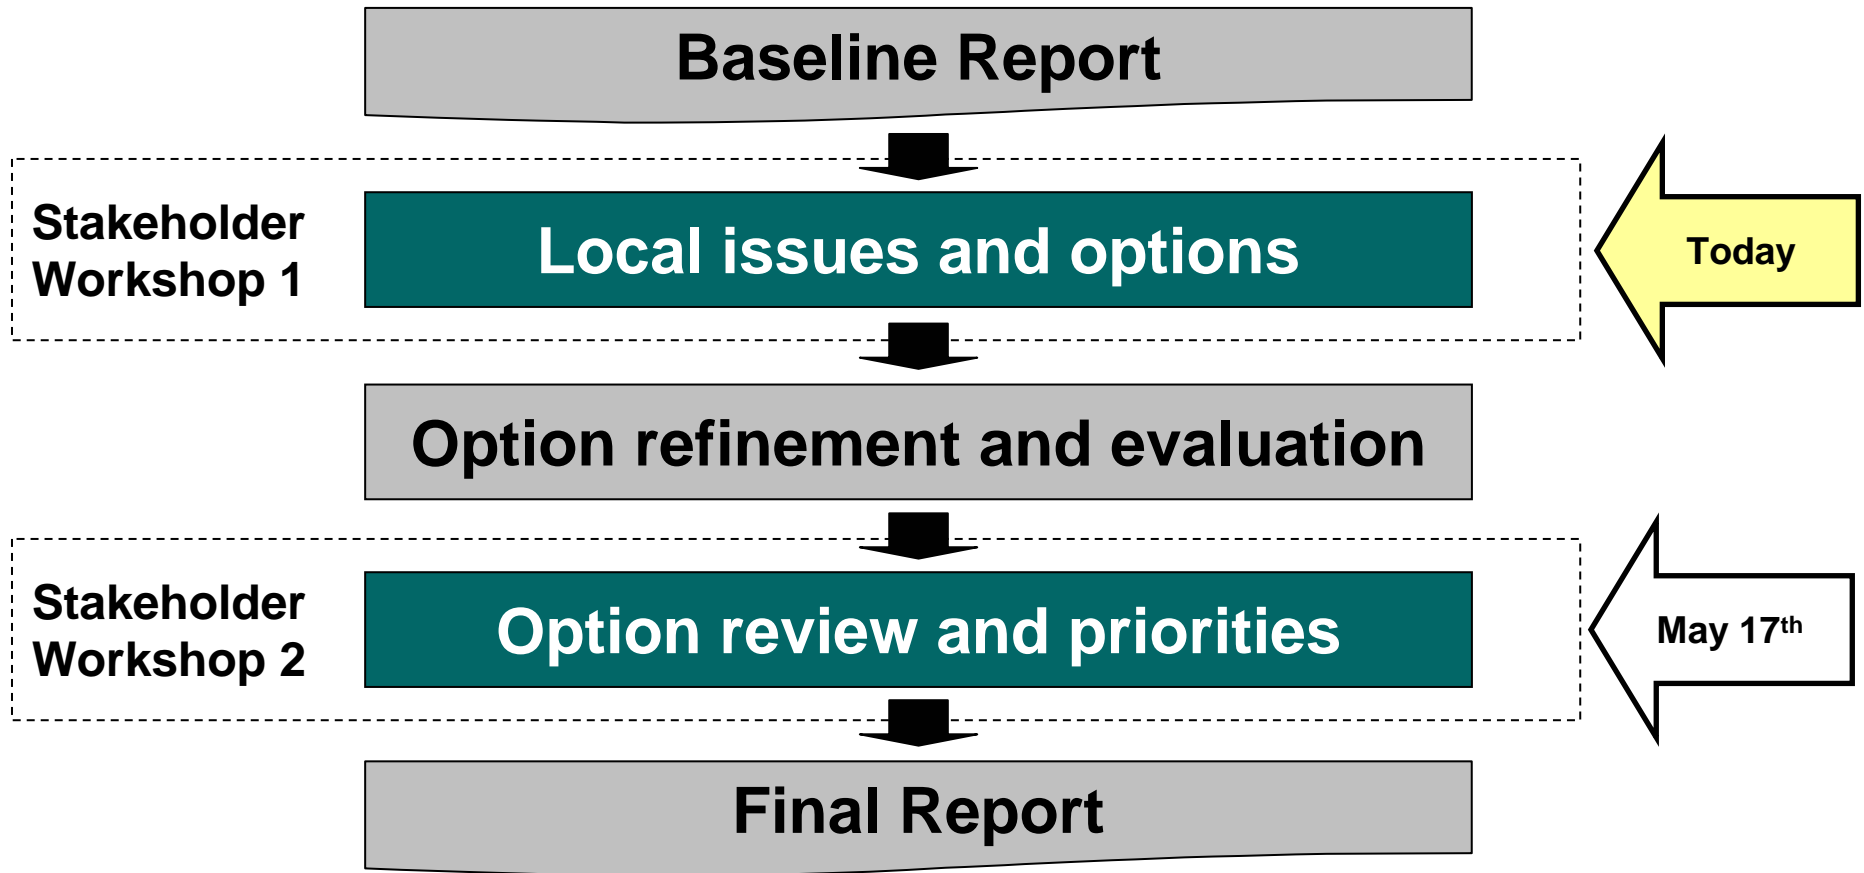 Baseline Report
Stakeholder
Workshop 1
Local issues and options
Today
Option refinement and evaluation
Stakeholder
Workshop 2
Option review and priorities
May 17th
Final Report